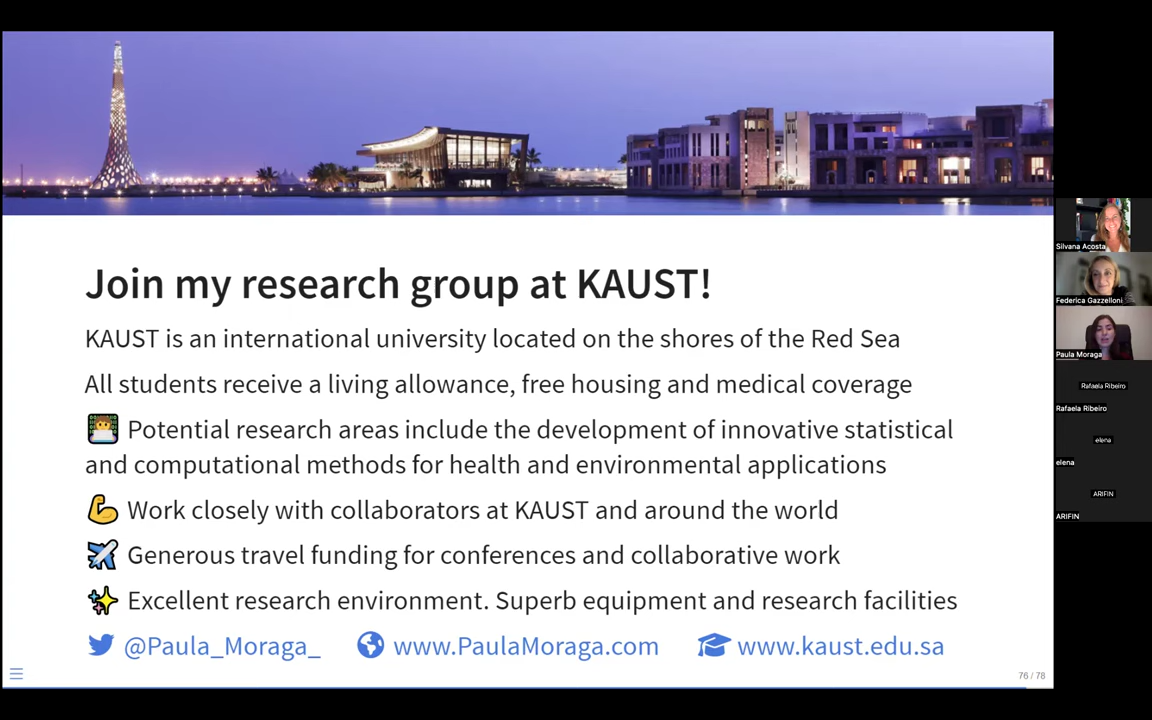 Join my research group at KAUST!
KAUST is an international university located on the shores of the Red Sea
All students receive a living allowance, free housing and medical coverage
Potential research areas include the development of innovative statistical
and computational methods for health and environmental applications
Work closely with collaborators at KAUST and around the world
Generous travel funding for conferences and collaborative work
Excellent research environment. Superb equipment and research facilities
@Paula_Moraga_ www.PaulaMoraga.com www.kaust.edu.sa
76 / 78
Silvana Acosta
Federica Gazzelloni
Paula Moraga
Rafaela Ribeiro
Rafaela Ribeiro
elena
elena
ARIFIN
ARIFIN